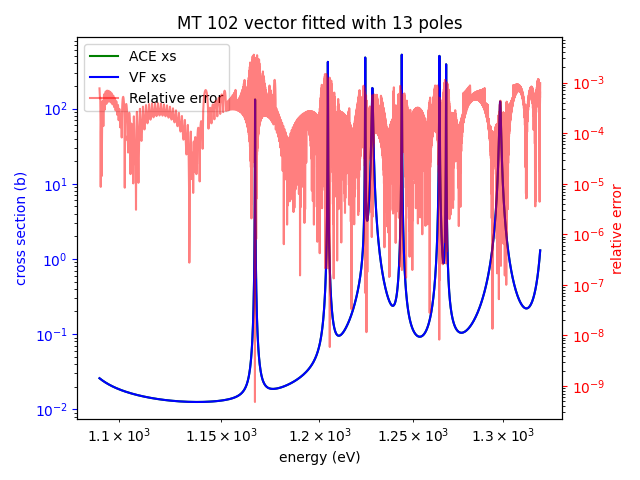 MT 102 vector fitted with 13 poles
ACE xs
VF xs
Relative error
cross section (b)
10²
10¹
10⁰
10⁻¹
10⁻²
relative error
10⁻³
10⁻⁴
10⁻⁵
10⁻⁶
10⁻⁷
10⁻⁸
10⁻⁹
1.1 × 10³ 1.15 × 10³ 1.2 × 10³ 1.25 × 10³ 1.3 × 10³
energy (eV)